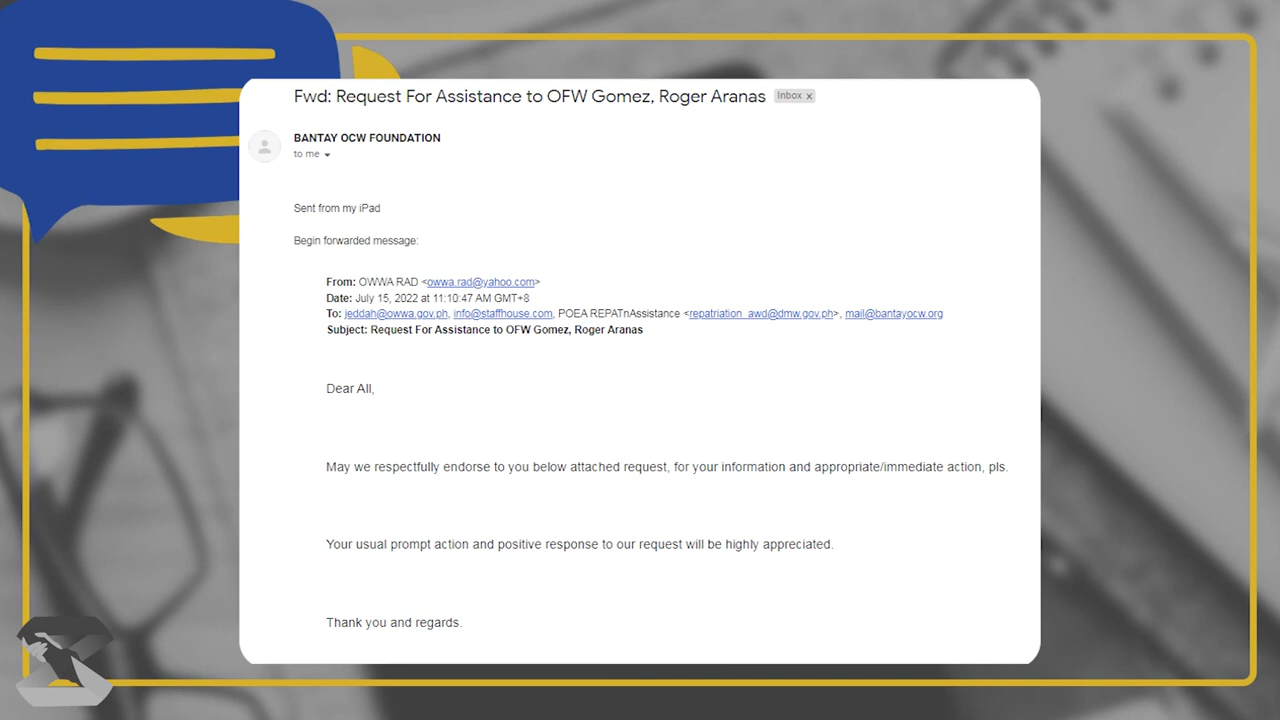 Fwd: Request For Assistance to OFW Gomez, Roger Aranas Inbox x
BANTAY OCW FOUNDATION
to me
Sent from my iPad
Begin forwarded message:
From: OWWA RAD <owwa.rad@yahoo.com>
Date: July 15, 2022 at 11:10:47 AM GMT+8
To: jeddah@owwa.gov.ph, info@staffhouse.com, POEA REPATnAssistance <repatriation_awd@dmw.gov.ph>, mail@bantayocw.org
Subject: Request For Assistance to OFW Gomez, Roger Aranas
Dear All,
May we respectfully endorse to you below attached request, for your information and appropriate/immediate action, pls.
Your usual prompt action and positive response to our request will be highly appreciated.
Thank you and regards.